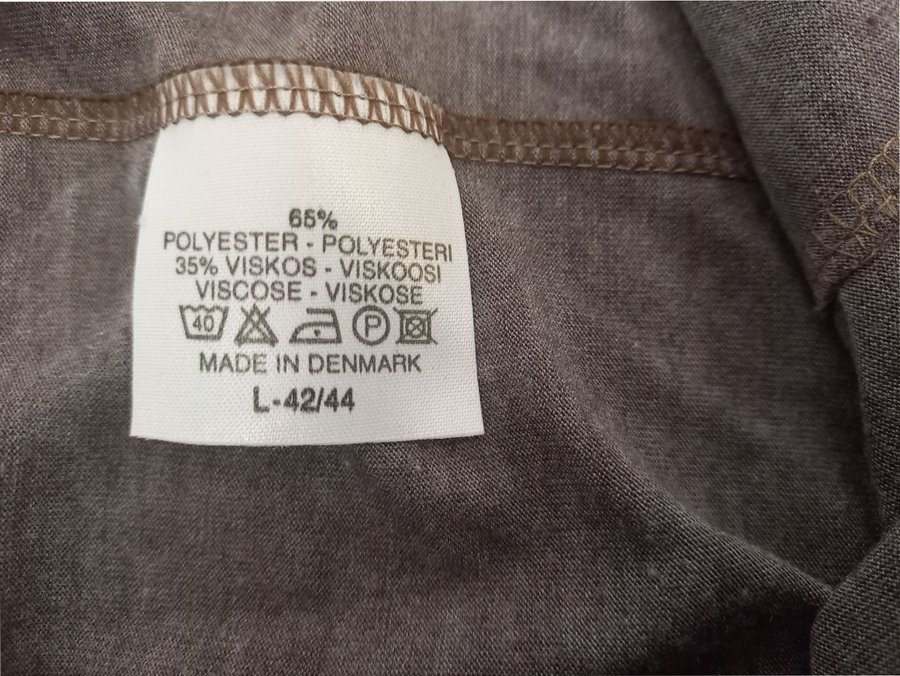 65%
POLYESTER - POLYESTERI
35% VISKOS - VISKOOSI
VISCOSE - VISKOSE
40 P
MADE IN DENMARK
L-42/44